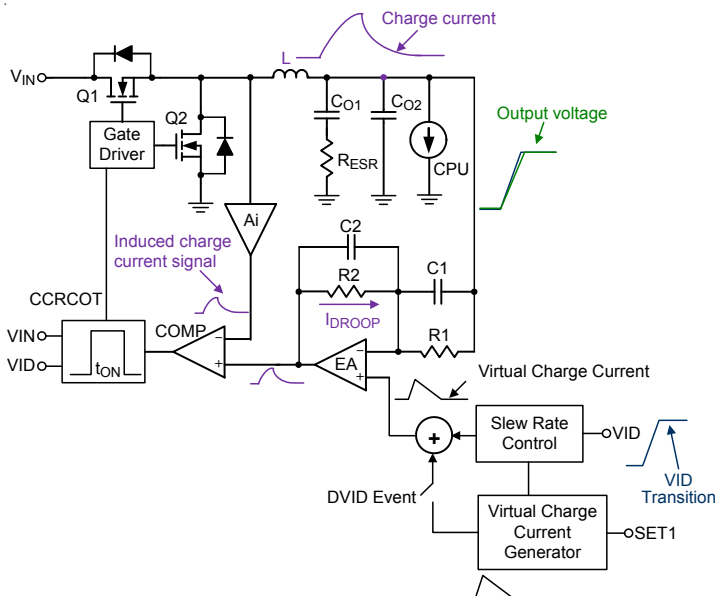 Charge current
L
VIN
Q1
Q2
CO1
CO2
Gate
Driver
RESR
CPU
Output voltage
Ai
Induced charge
current signal
C2
C1
R2
IDROOP
CCRCOT
R1
VIN
VID
tON
COMP
−
+
EA
−
+
Virtual Charge Current
+
Slew Rate
Control
VID
VID
Transition
DVID Event
Virtual Charge
Current
Generator
SET1